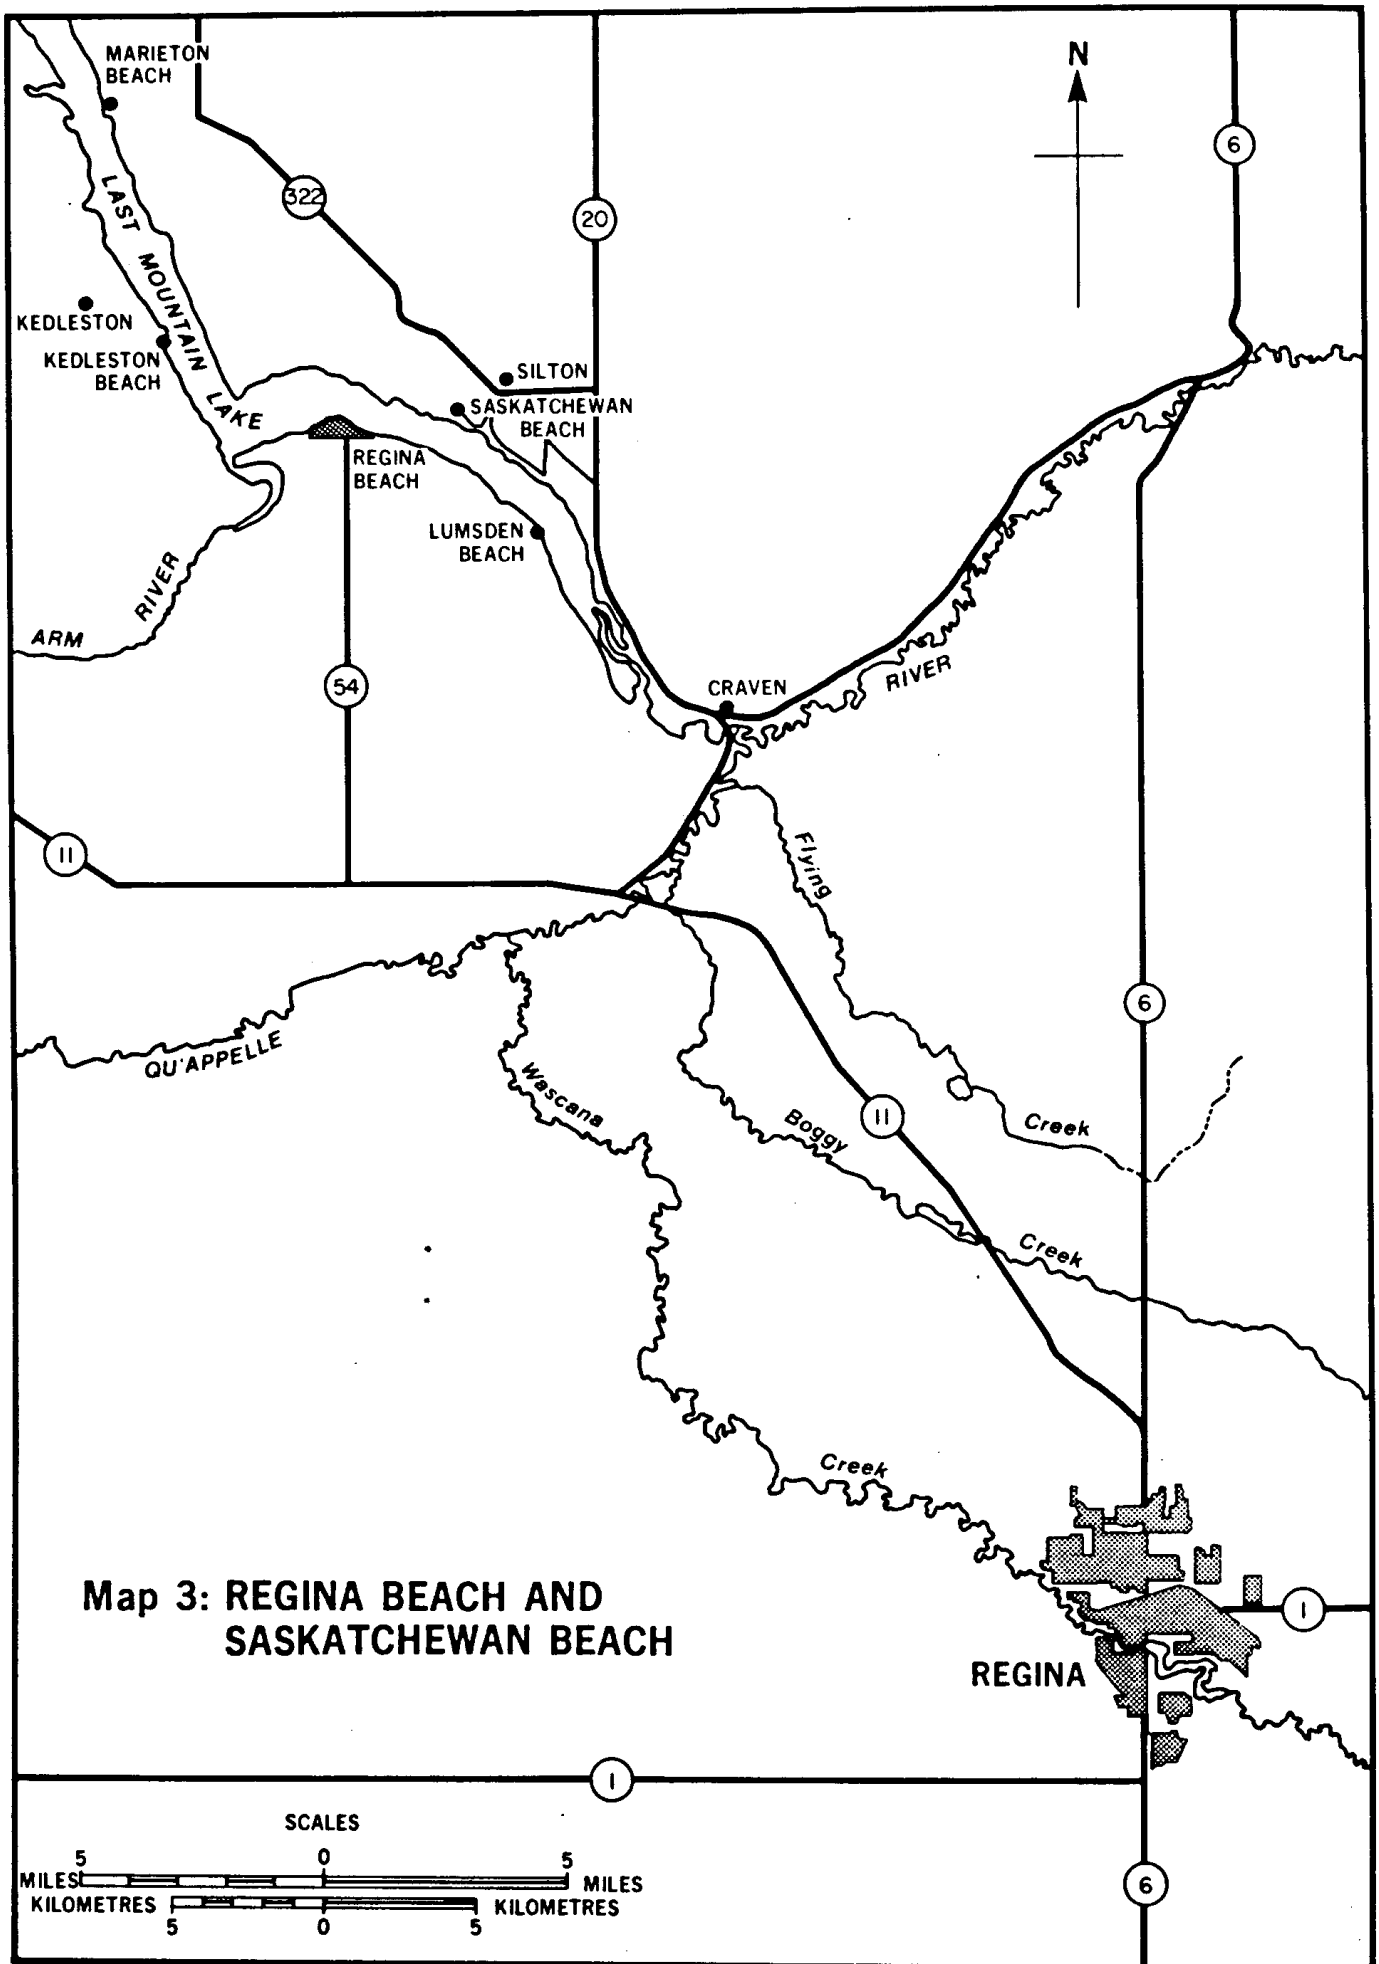 MARIETON
BEACH
N
6
322
20
LAST MOUNTAIN LAKE
KEDLESTON
KEDLESTON
BEACH
SILTON
SASKATCHEWAN
BEACH
REGINA
BEACH
LUMSDEN
BEACH
ARM RIVER
54
CRAVEN
RIVER
11
Flying
6
QU'APPELLE
Wascana
Boggy
11
Creek
Creek
Creek
Map 3: REGINA BEACH AND
SASKATCHEWAN BEACH
1
REGINA
1
SCALES
5 0 5
MILES MILES
KILOMETRES KILOMETRES
5 0 5
6